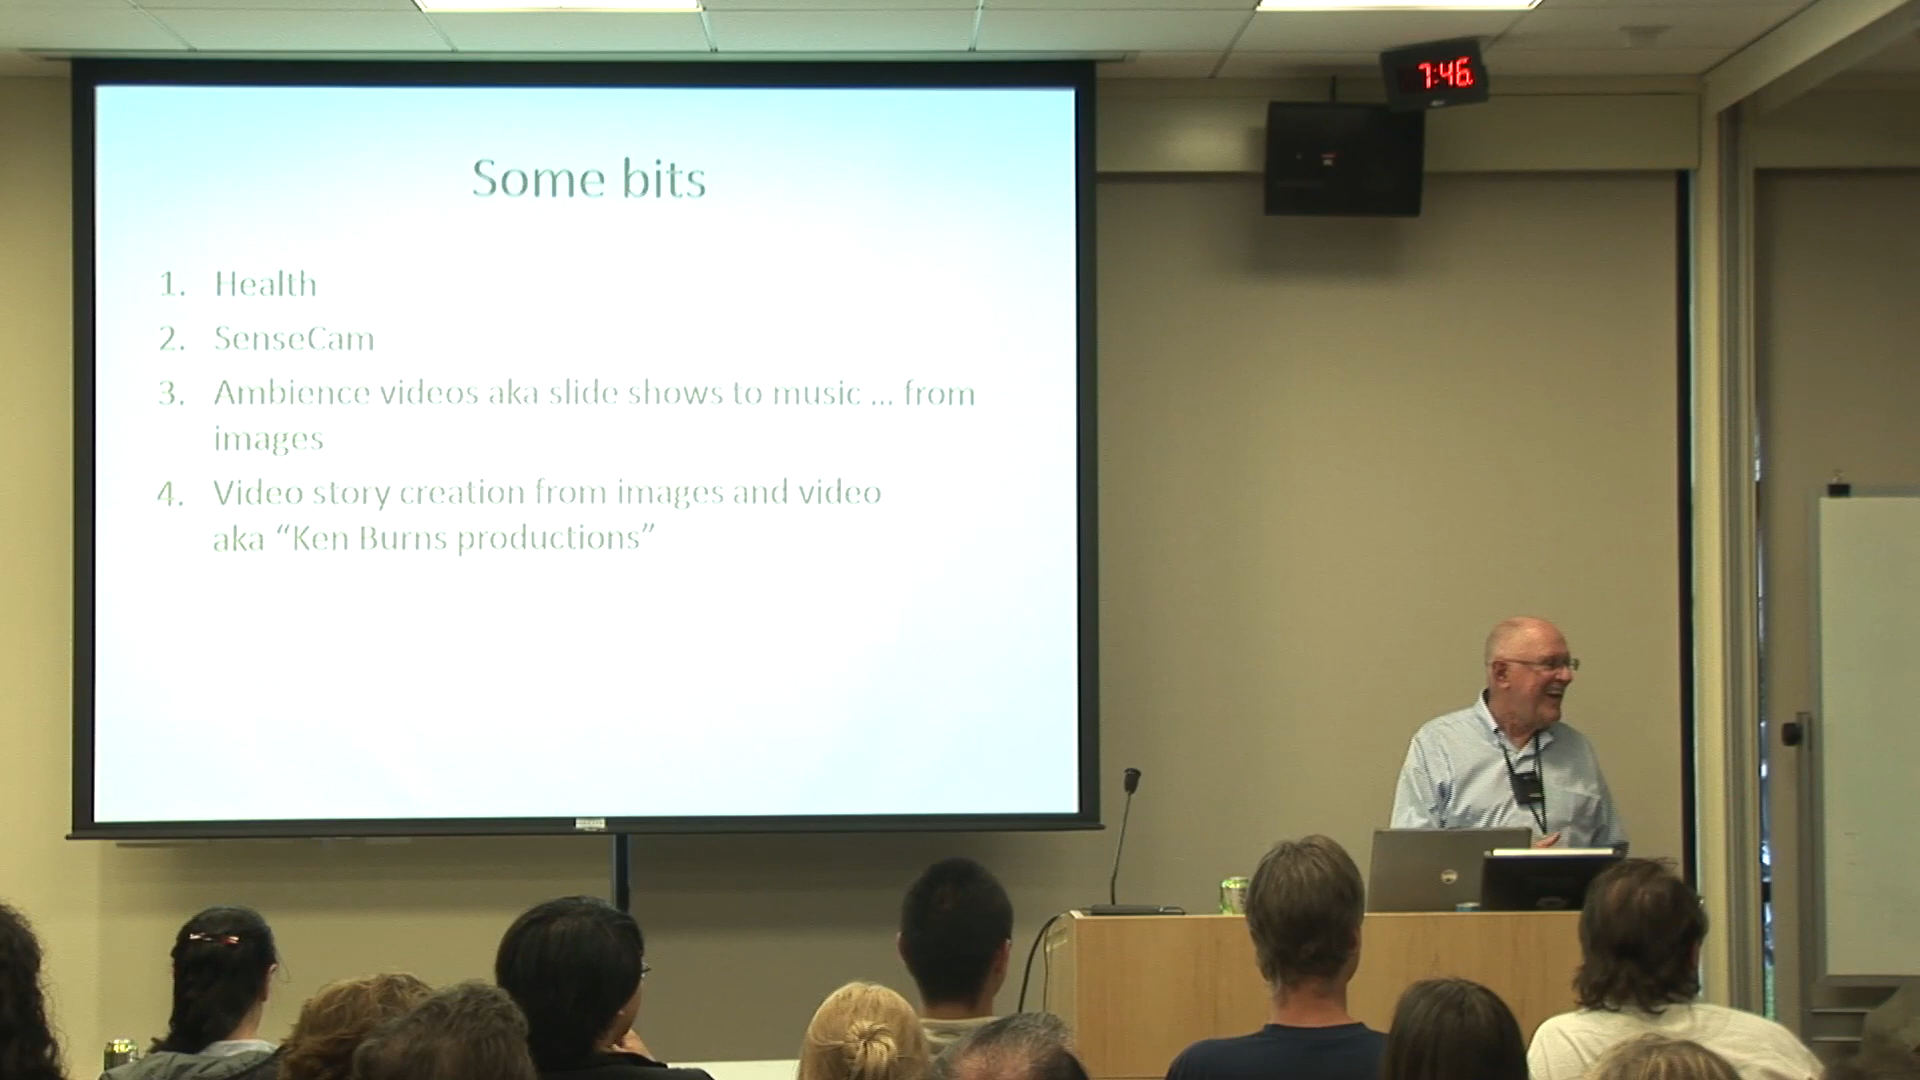 7:46
Some bits
1. Health
2. SenseCam
3. Ambience videos aka slide shows to music ... from
images
4. Video story creation from images and video
aka “Ken Burns productions”